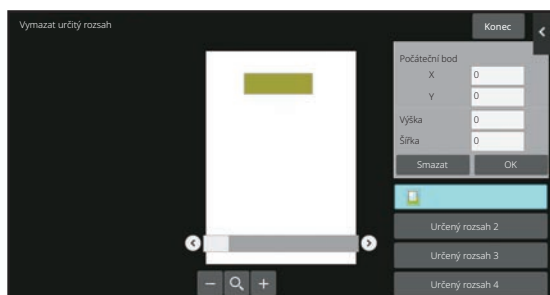 Vymazat určitý rozsah
Konec
Počáteční bod
X 0
Y 0
Výška 0
Šířka 0
Smazat OK
Určený rozsah 2
Určený rozsah 3
Určený rozsah 4